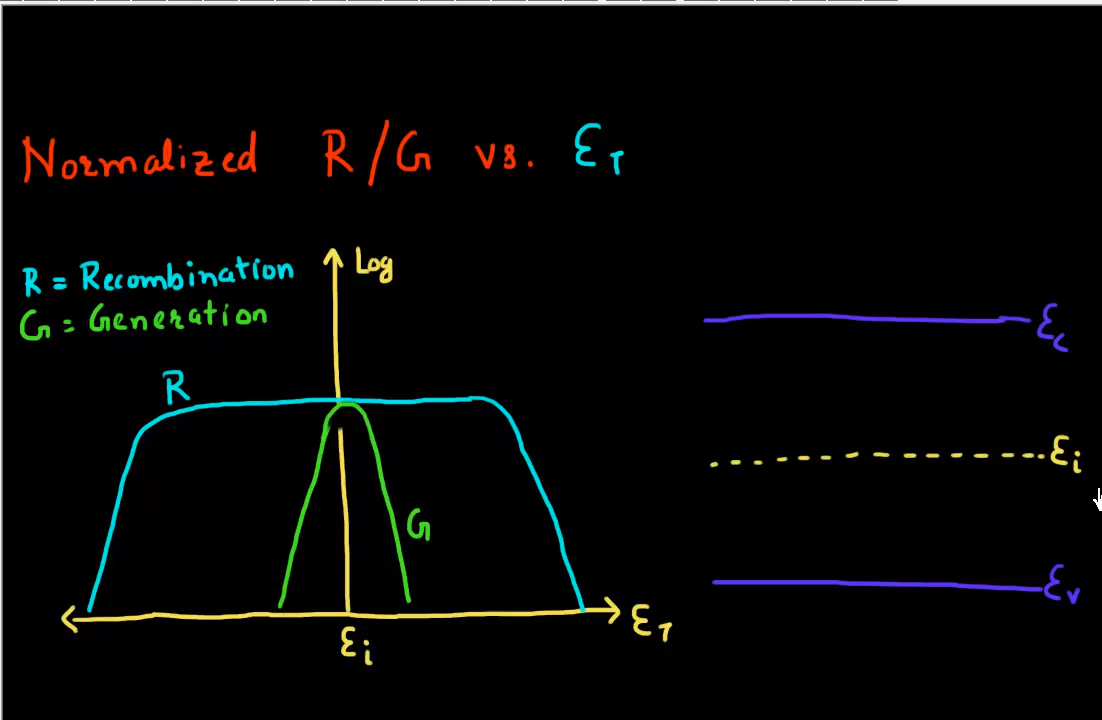 Normalized R/G vs. ET
Log
R = Recombination
G = Generation
R
G
Ei
ET
Ec
Ei
Ev